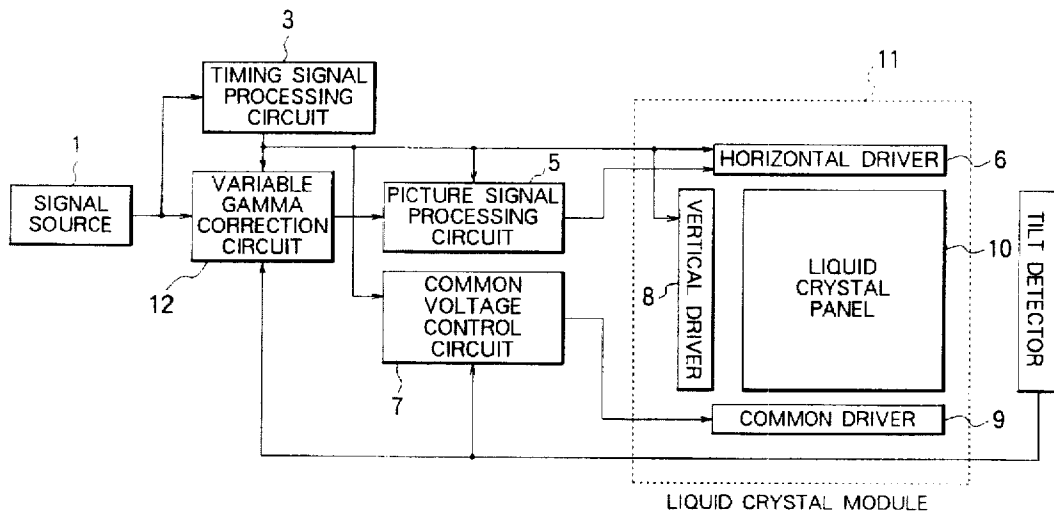 3
TIMING SIGNAL
PROCESSING
CIRCUIT
11
1
SIGNAL
SOURCE
VARIABLE
GAMMA
CORRECTION
CIRCUIT
12
5
PICTURE SIGNAL
PROCESSING
CIRCUIT
COMMON
VOLTAGE
CONTROL
CIRCUIT
7
HORIZONTAL DRIVER
6
8
VERTICAL DRIVER
LIQUID
CRYSTAL
PANEL
10
TILT DETECTOR
COMMON DRIVER
9
LIQUID CRYSTAL MODULE